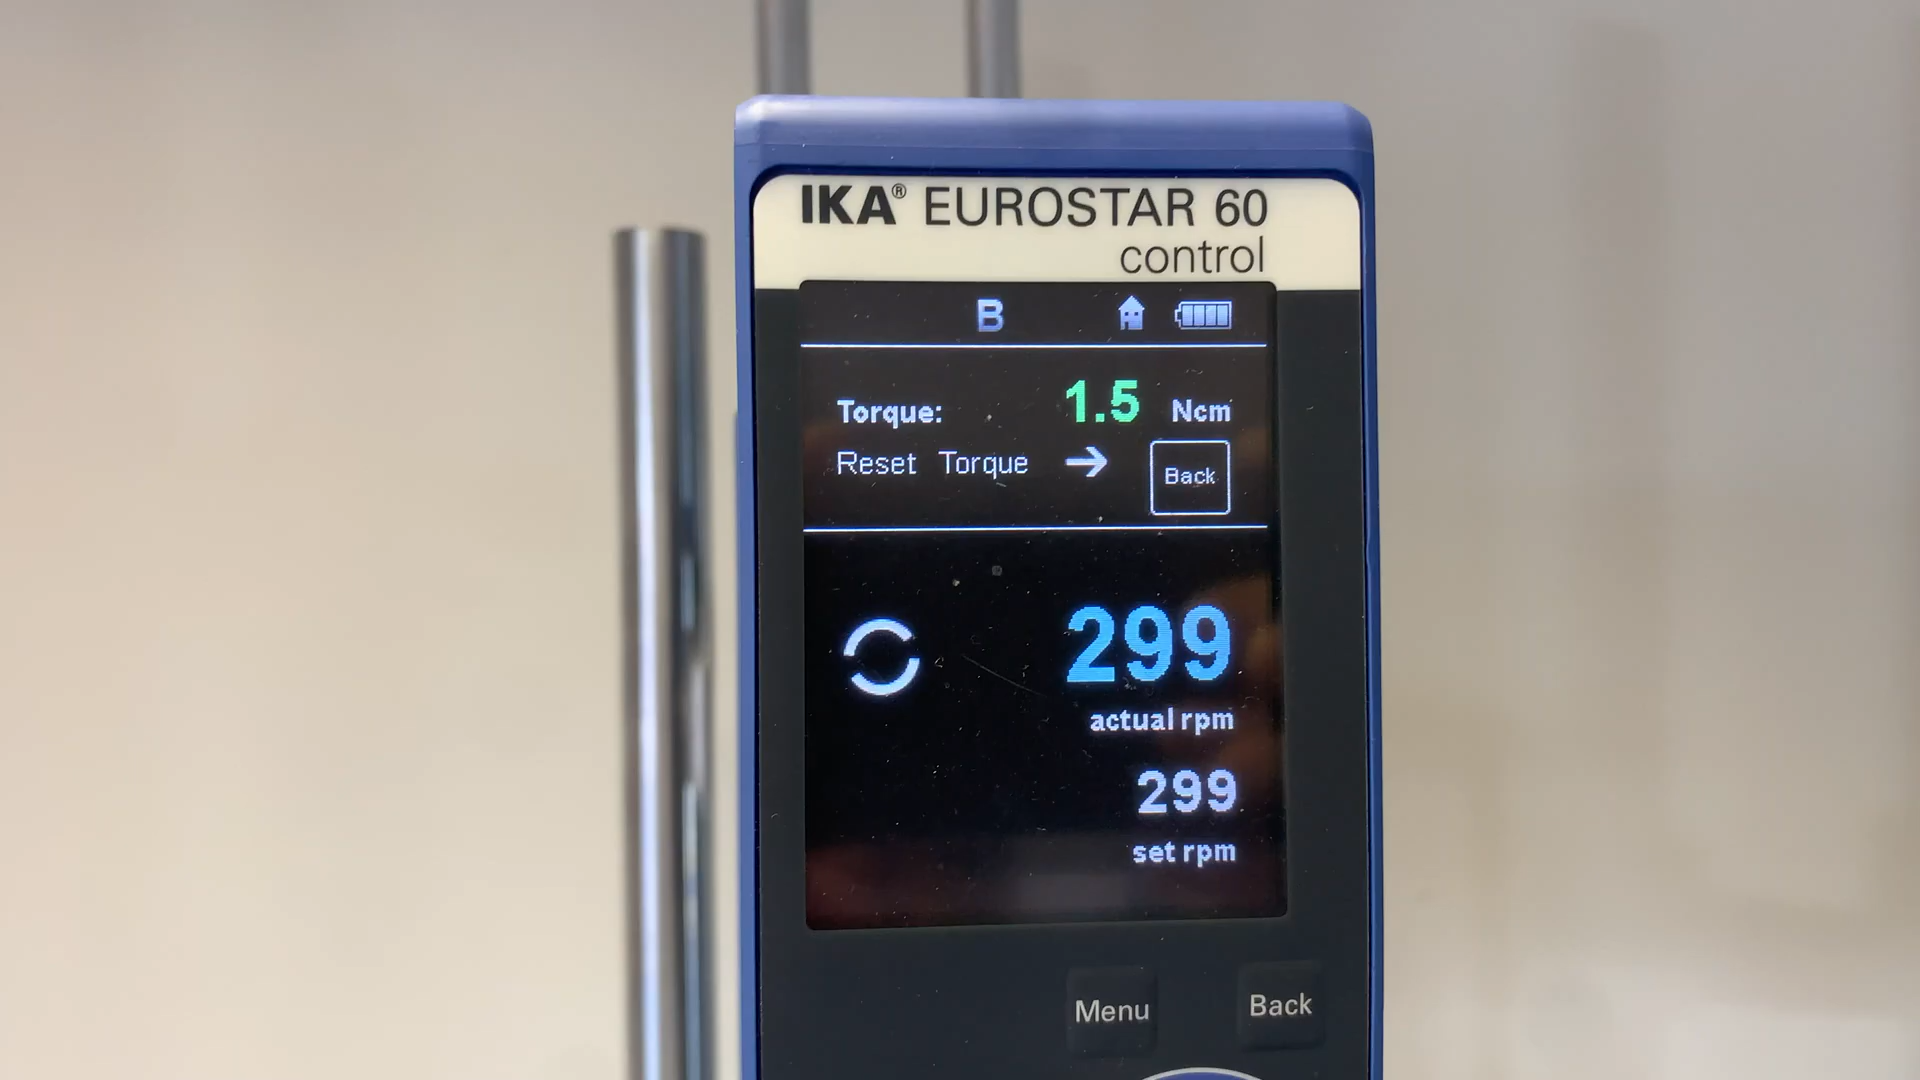 IKA® EUROSTAR 60
control
B
Torque: 1.5 Ncm
Reset Torque → Back
299
actual rpm
299
set rpm
Menu Back